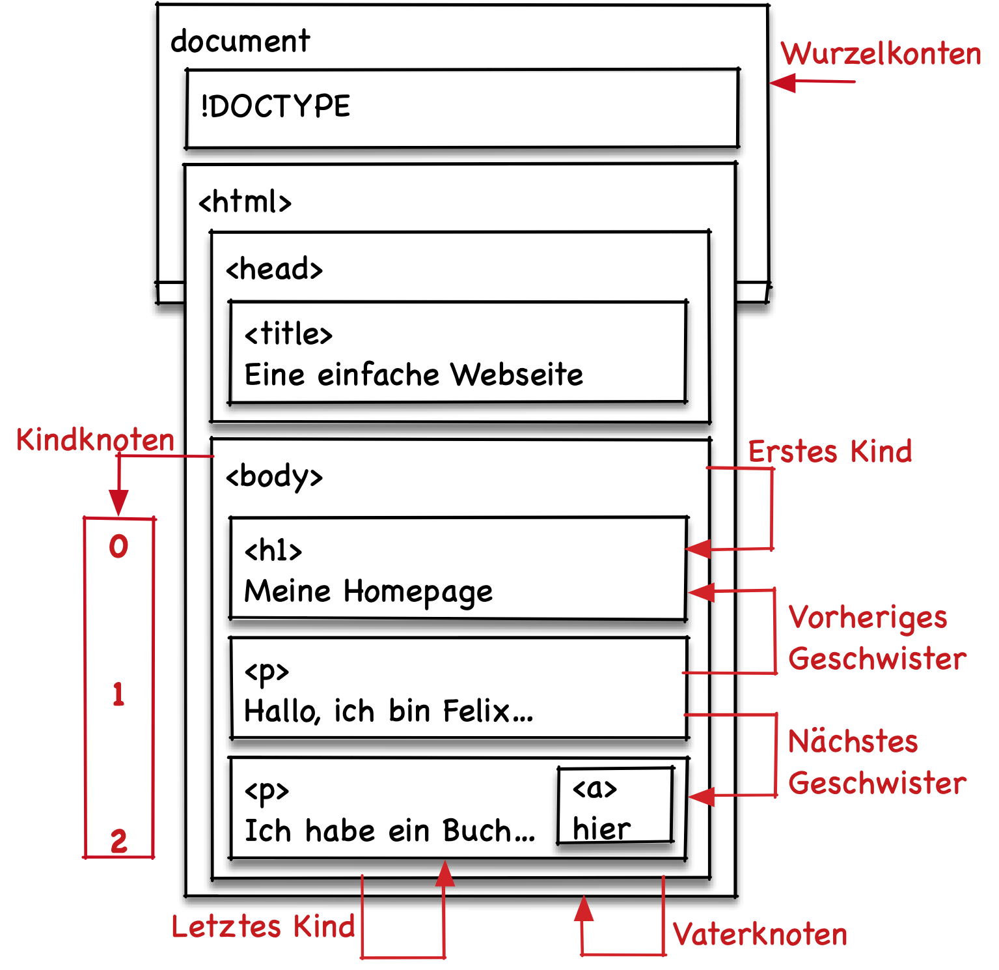 document
Wurzelkonten
!DOCTYPE
<html>
<head>
<title>
Eine einfache Webseite
Kindknoten
Erstes Kind
<body>
0
<h1>
Meine Homepage
Vorheriges
Geschwister
1
<p>
Hallo, ich bin Felix...
Nächstes
Geschwister
2
<p>
Ich habe ein Buch...
<a>
hier
Letztes Kind
Vaterknoten